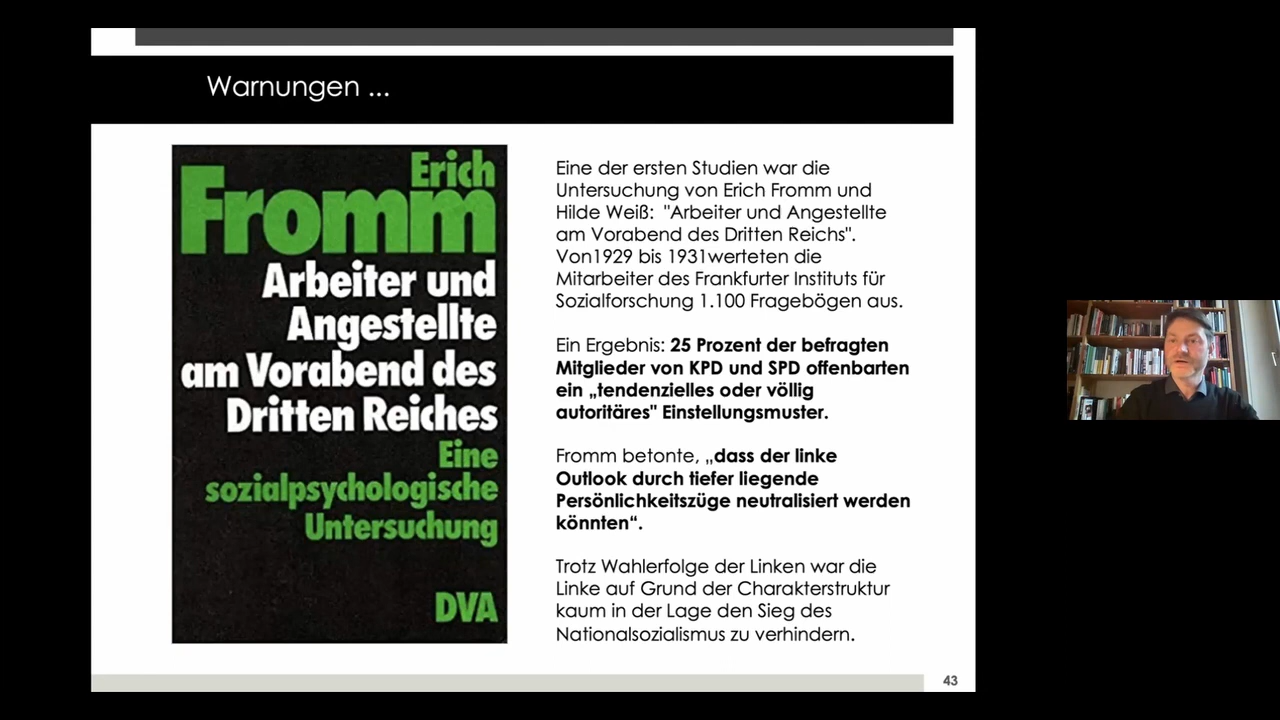 Warnungen ...
Erich
Fromm
Arbeiter und
Angestellte
am Vorabend des
Dritten Reiches
Eine
sozialpsychologische
Untersuchung
DVA
Eine der ersten Studien war die
Untersuchung von Erich Fromm und
Hilde Weiß: "Arbeiter und Angestellte
am Vorabend des Dritten Reichs".
Von1929 bis 1931werteten die
Mitarbeiter des Frankfurter Instituts für
Sozialforschung 1.100 Fragebögen aus.
Ein Ergebnis: 25 Prozent der befragten
Mitglieder von KPD und SPD offenbarten
ein „tendenzielles oder völlig
autoritäres" Einstellungsmuster.
Fromm betonte, „dass der linke
Outlook durch tiefer liegende
Persönlichkeitszüge neutralisiert werden
könnten“.
Trotz Wahlerfolge der Linken war die
Linke auf Grund der Charakterstruktur
kaum in der Lage den Sieg des
Nationalsozialismus zu verhindern.
43